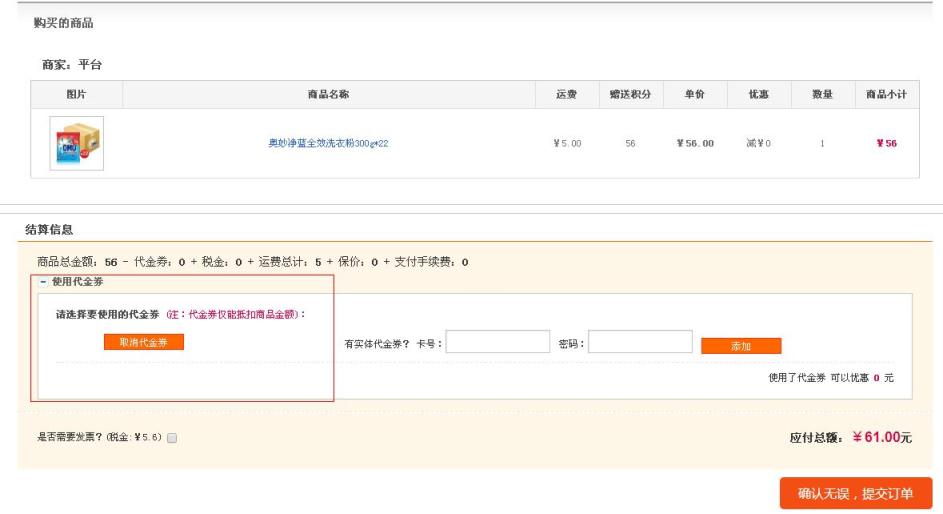 购买的商品
商家：平台
图片 商品名称 运费 赠送积分 单价 优惠 数量 商品小计
奥妙净蓝全效洗衣粉300g*22 ¥5.00 56 ¥56.00 减¥0 1 ¥56
结算信息
商品总金额：56 - 代金券：0 + 税金：0 + 运费总计：5 + 保价：0 + 支付手续费：0
使用代金券
请选择要使用的代金券 (注：代金券仅能抵扣商品金额)：
取消代金券 有实体代金券？ 卡号： 密码： 添加
使用了代金券 可以优惠 0 元
是否需要发票？(税金:¥5.6) 应付总额：¥61.00元
确认无误，提交订单